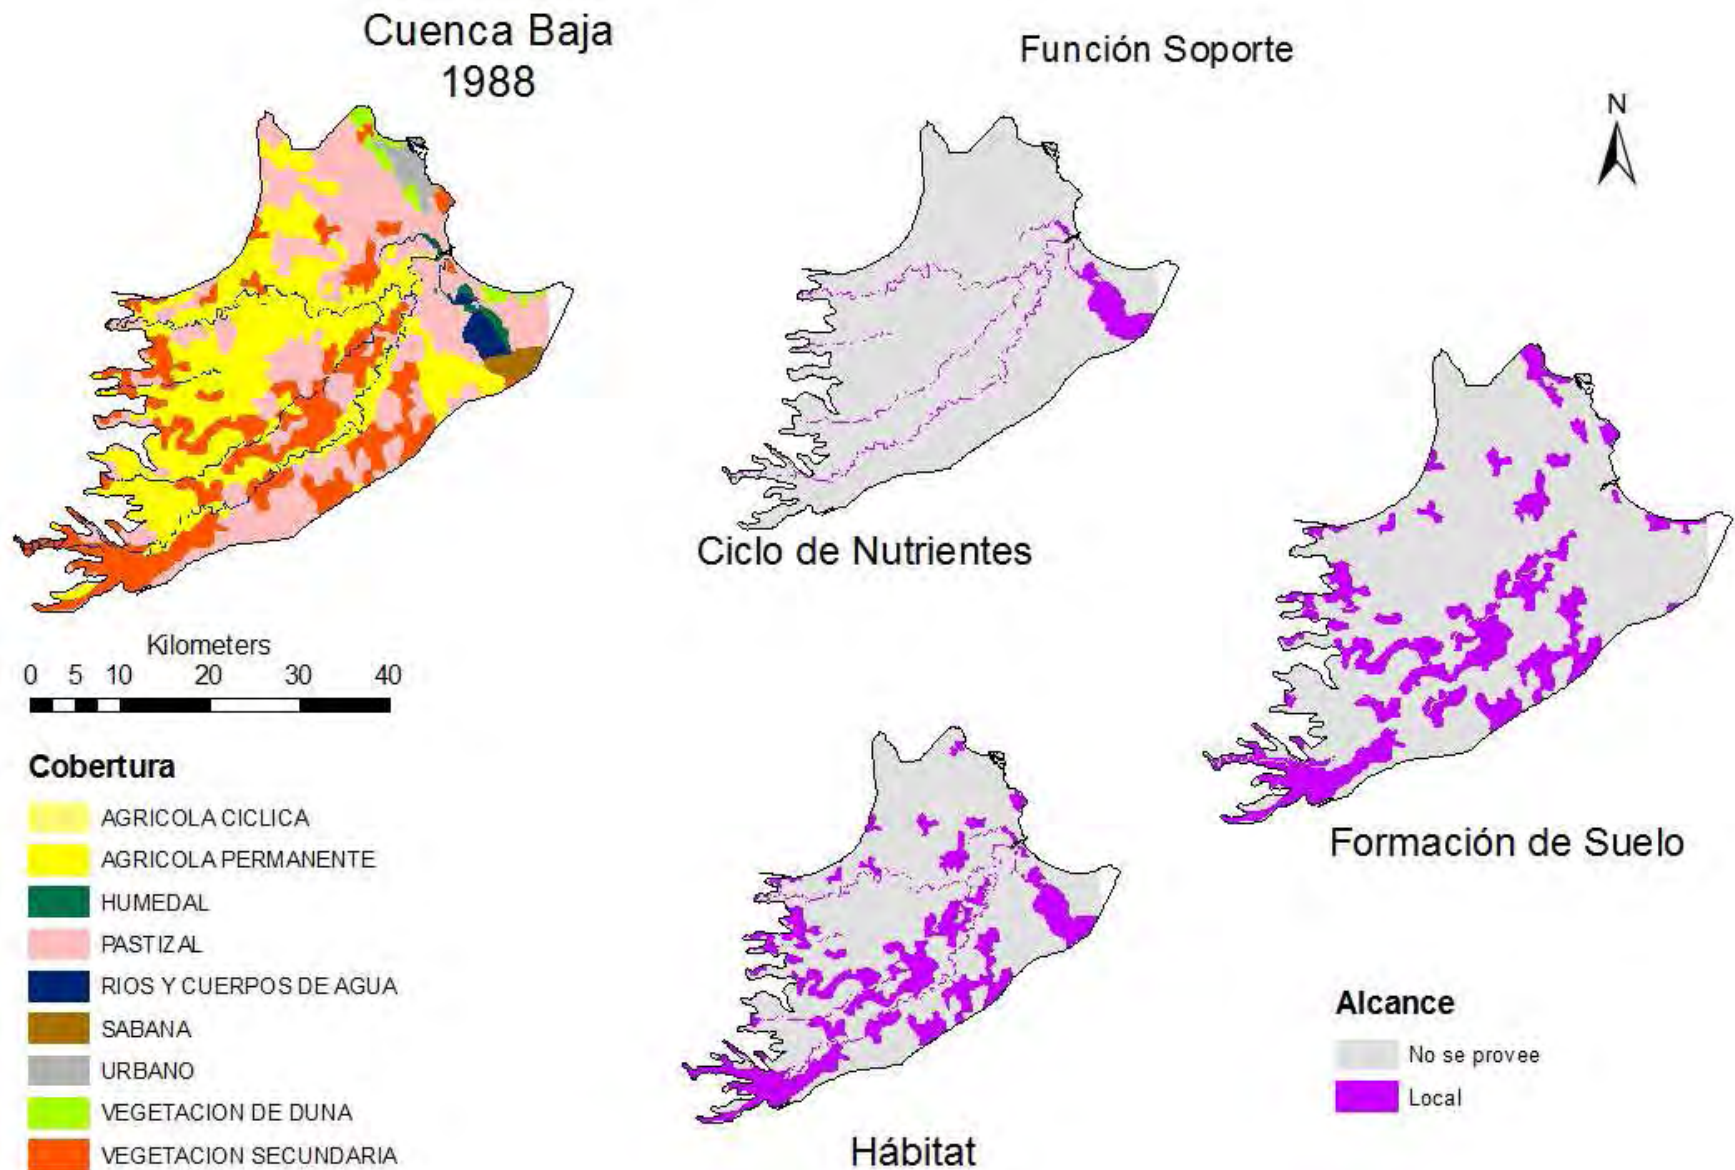 Cuenca Baja
1988
Función Soporte
N
Ciclo de Nutrientes
Kilometers
0 5 10 20 30 40
Formación de Suelo
Cobertura
AGRICOLA CICLICA
AGRICOLA PERMANENTE
HUMEDAL
PASTIZAL
RIOS Y CUERPOS DE AGUA
SABANA
URBANO
VEGETACION DE DUNA
VEGETACION SECUNDARIA
Hábitat
Alcance
No se provee
Local